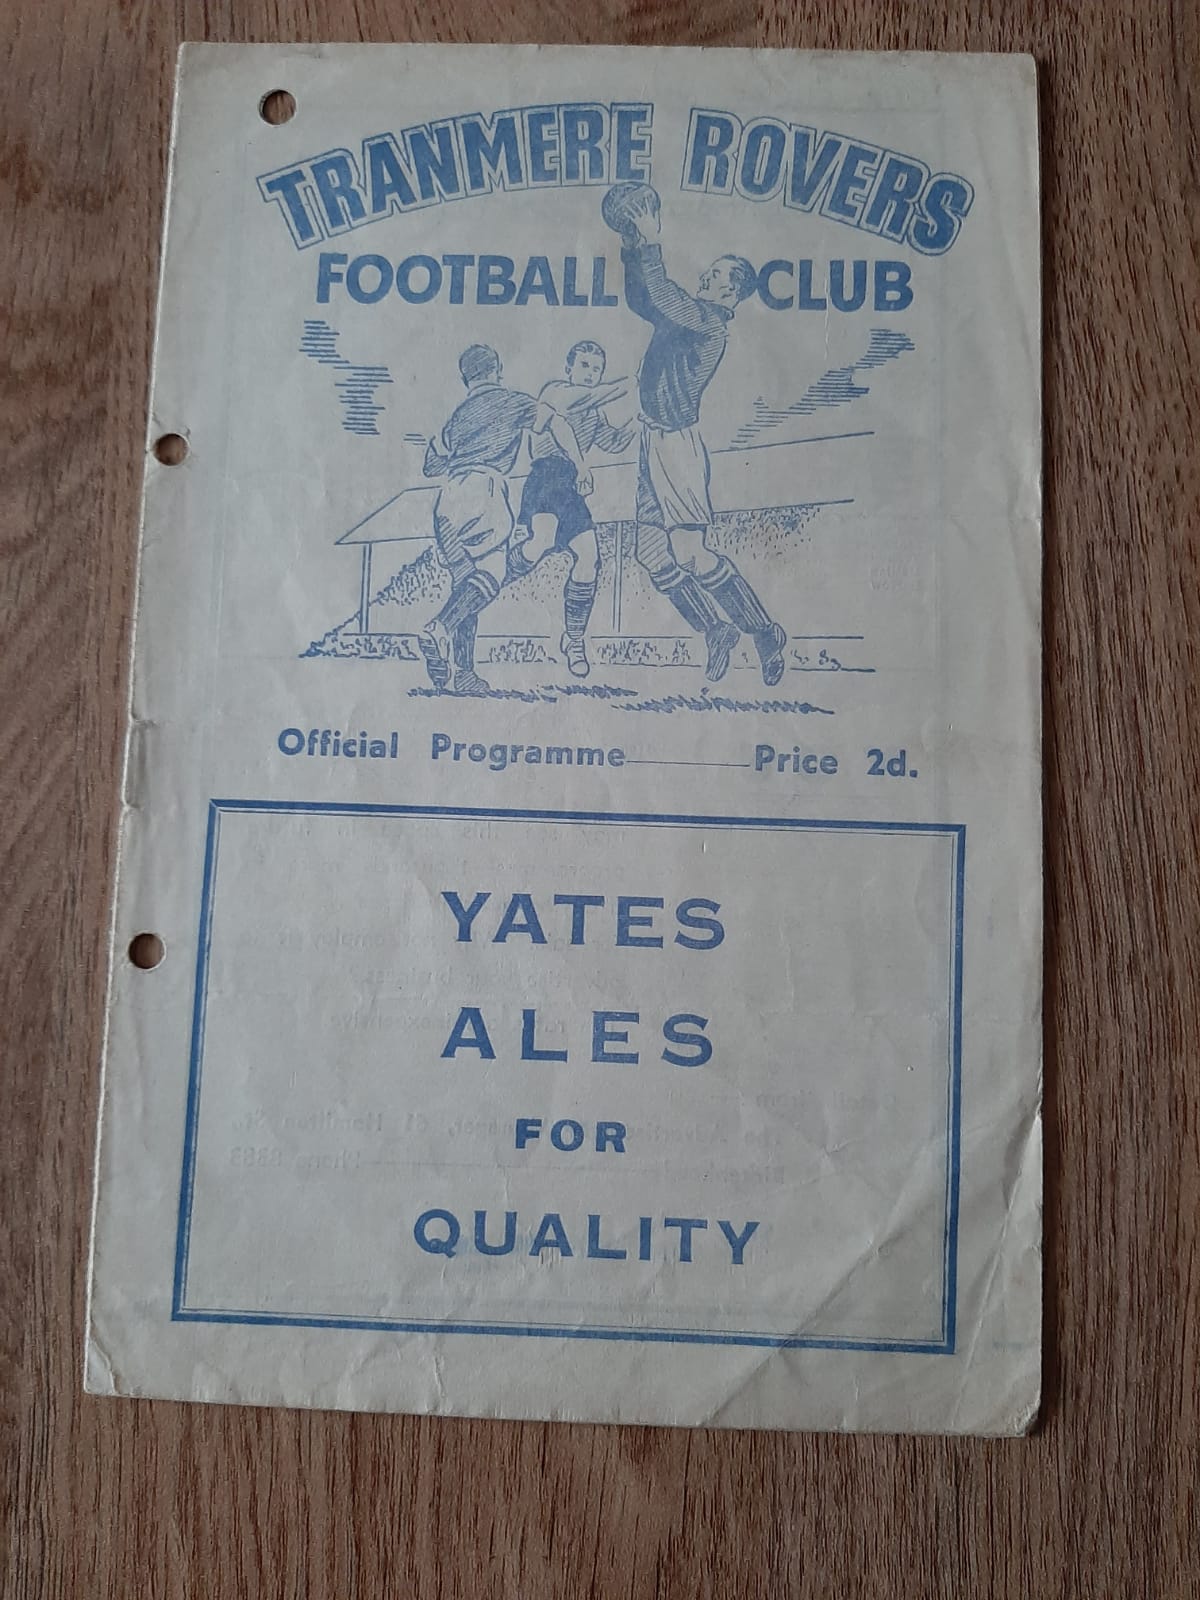 TRANMERE ROVERS
FOOTBALL CLUB
Official Programme——Price 2d.
YATES
ALES
FOR
QUALITY